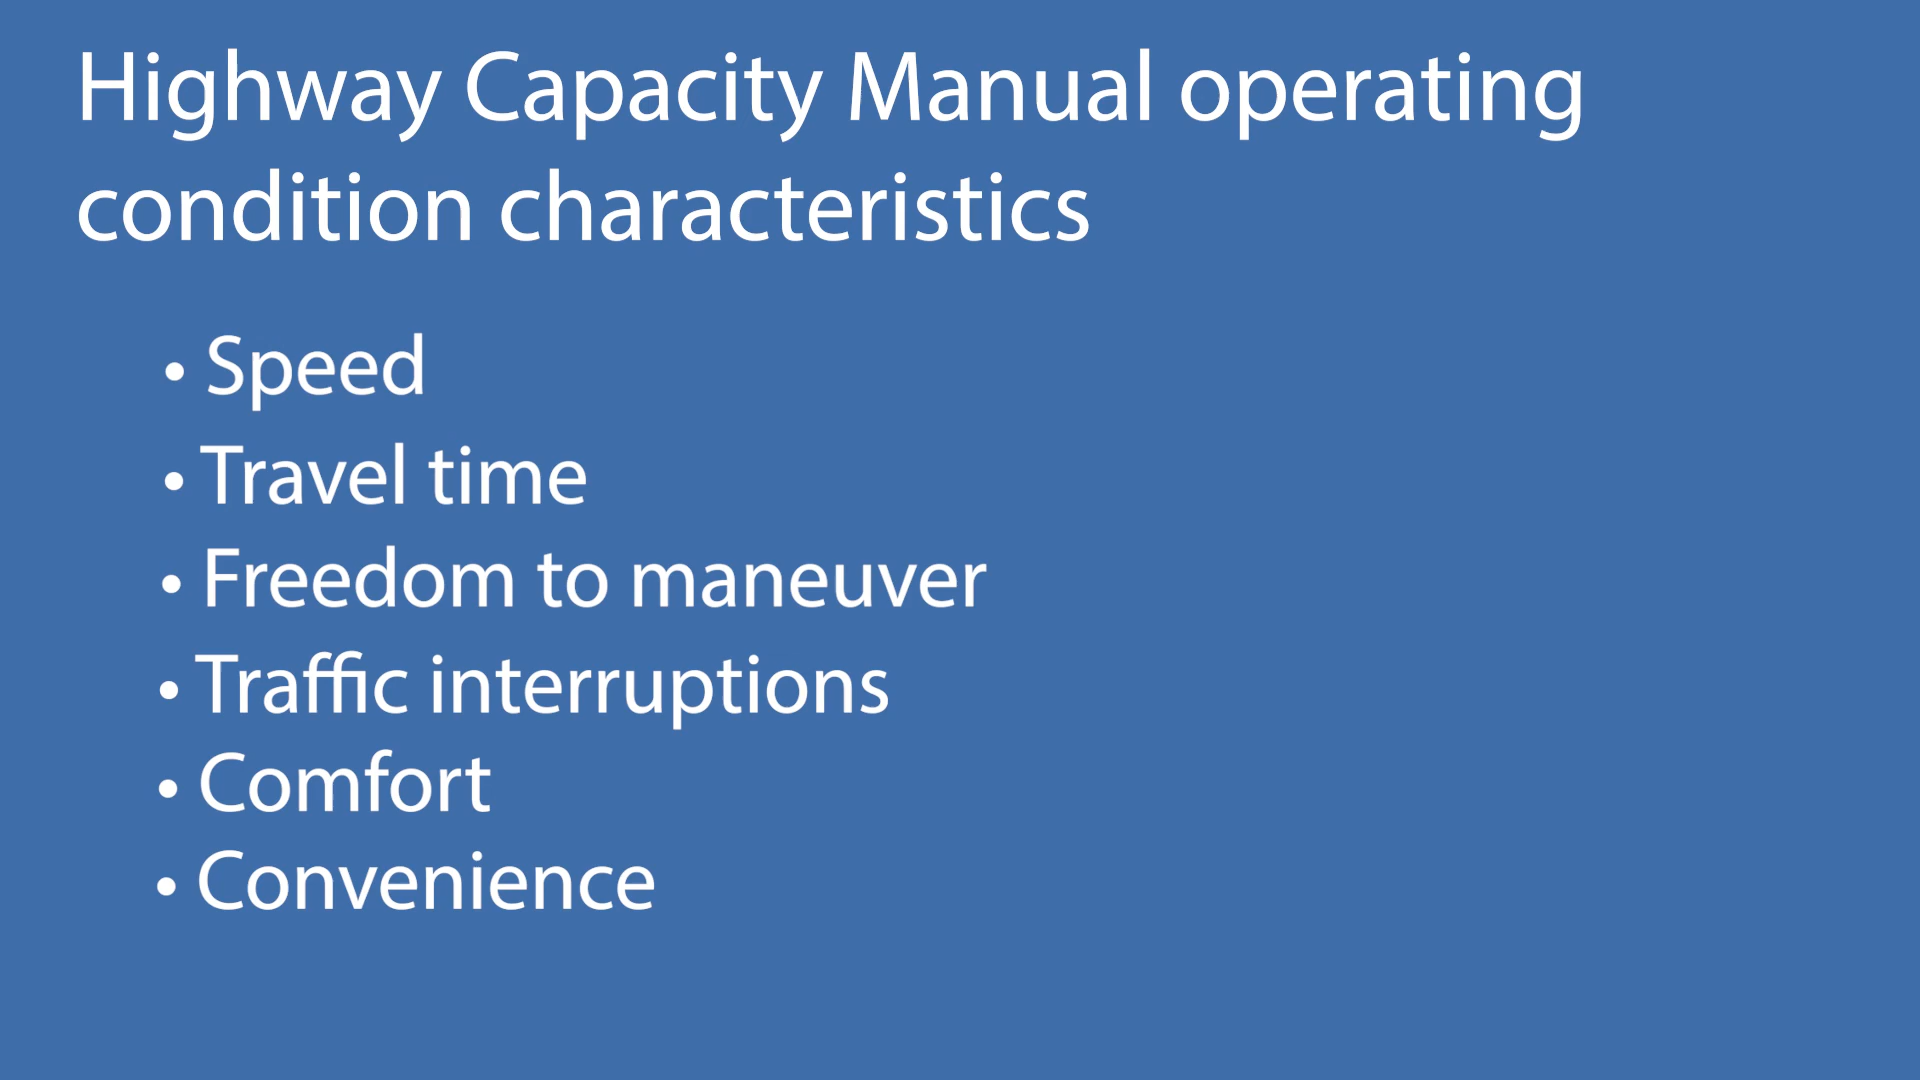 Highway Capacity Manual operating
condition characteristics
• Speed
• Travel time
• Freedom to maneuver
• Traffic interruptions
• Comfort
• Convenience